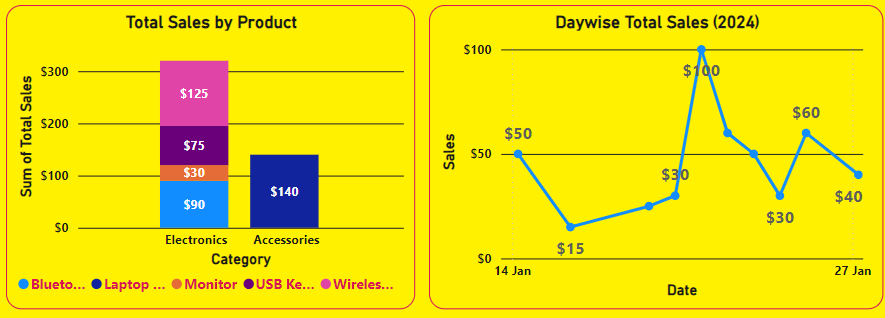 Total Sales by Product
Sum of Total Sales
$300
$200
$100
$0
$125
$75
$30
$90
$140
Electronics
Accessories
Category
Blueto...
Laptop ...
Monitor
USB Ke...
Wireles...
Daywise Total Sales (2024)
Sales
$100
$50
$0
$50
$15
$30
$100
$30
$60
$40
14 Jan
27 Jan
Date